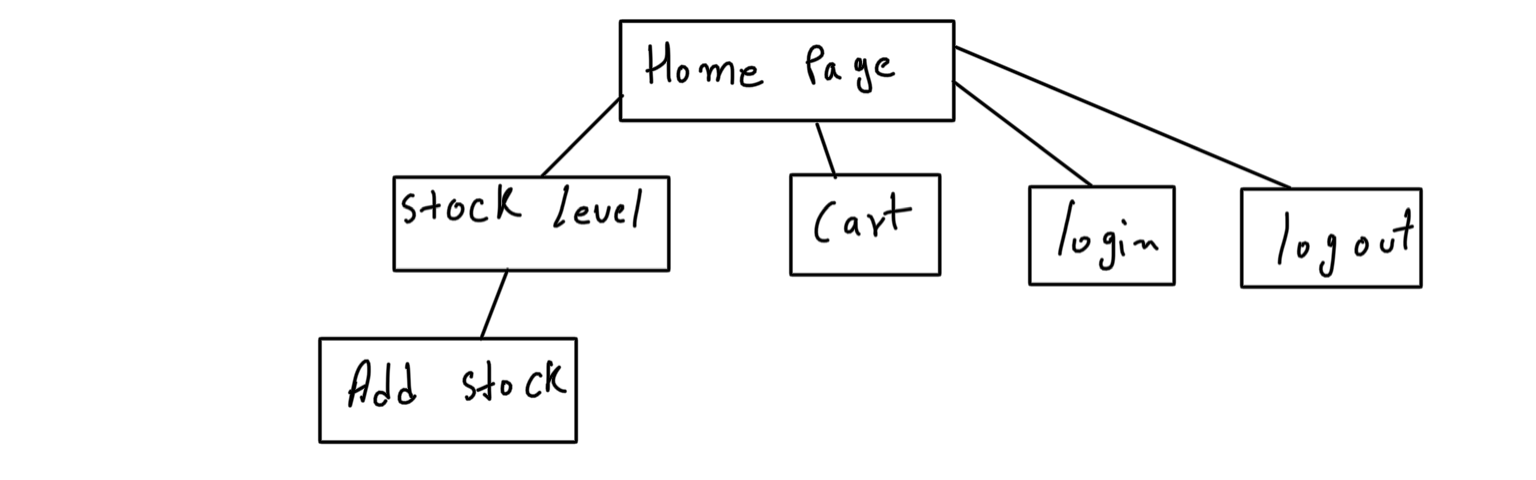 Home Page
Stock level
Cart
login
logout
Add stock